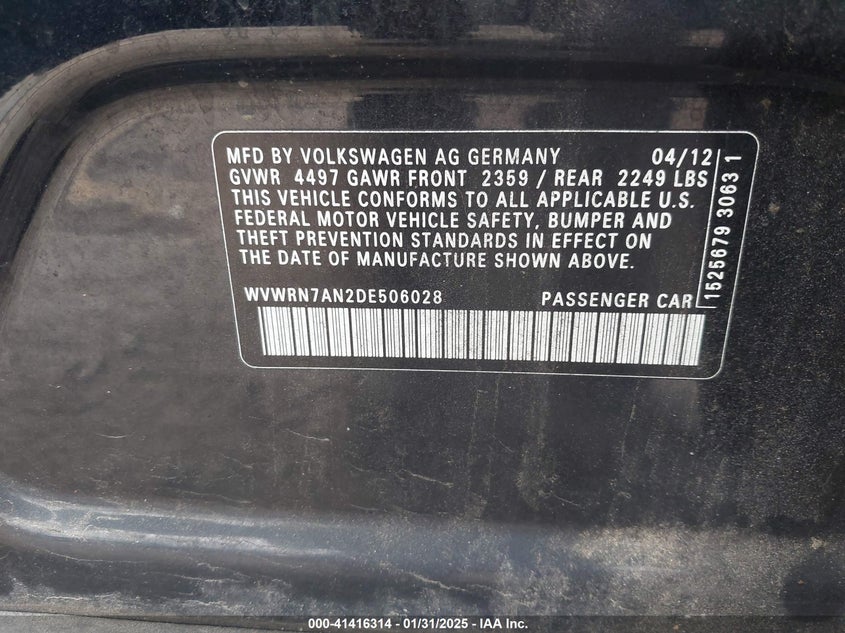 MFD BY VOLKSWAGEN AG GERMANY 04/12
GVWR 4497 GAWR FRONT 2359 / REAR 2249 LBS
THIS VEHICLE CONFORMS TO ALL APPLICABLE U.S.
FEDERAL MOTOR VEHICLE SAFETY, BUMPER AND
THEFT PREVENTION STANDARDS IN EFFECT ON
THE DATE OF MANUFACTURE SHOWN ABOVE.
WVWRN7AN2DE506028 PASSENGER CAR
1525679 3063 1
000-41416314 - 01/31/2025 - IAA Inc.